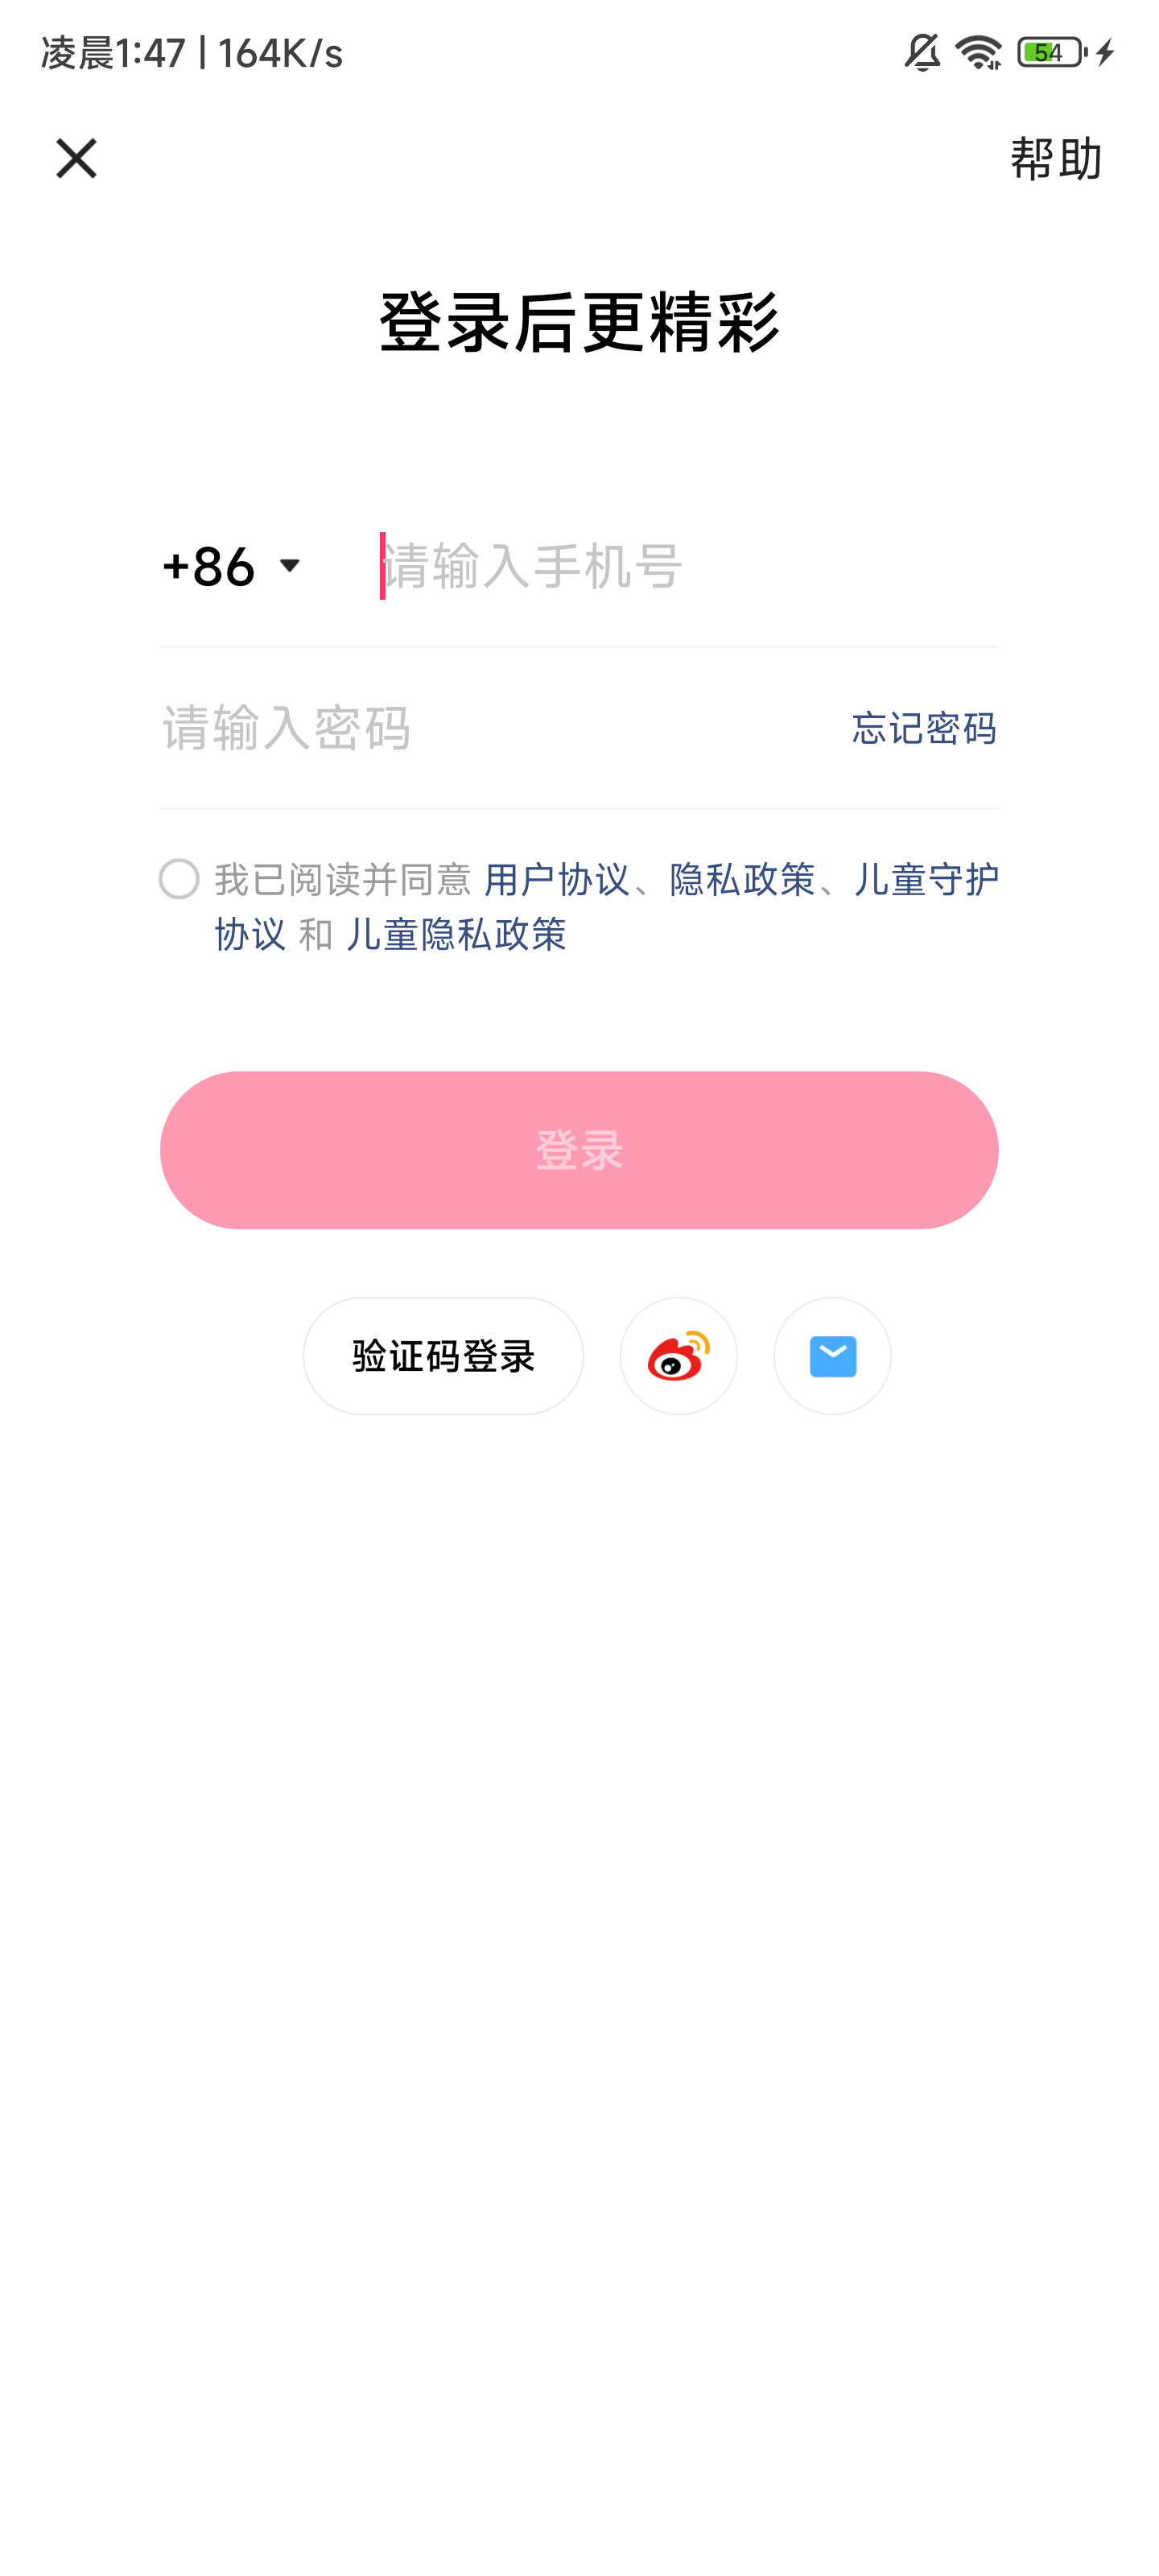 凌晨1:47 | 164K/s
54
帮助
登录后更精彩
+86 请输入手机号
请输入密码 忘记密码
我已阅读并同意 用户协议、隐私政策、儿童守护
协议 和 儿童隐私政策
登录
验证码登录